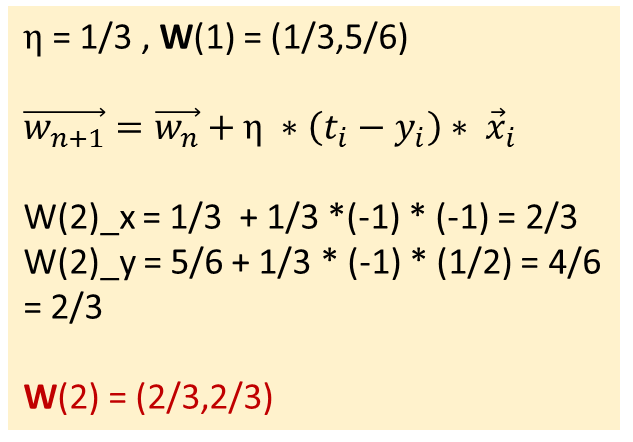 η = 1/3 , W(1) = (1/3,5/6)
$\overrightarrow{w_{n+1}} = \overrightarrow{w_n} + η * (t_i - y_i) * \vec{x}_i$
W(2)_x = 1/3 + 1/3 *(-1) * (-1) = 2/3
W(2)_y = 5/6 + 1/3 * (-1) * (1/2) = 4/6
= 2/3
W(2) = (2/3,2/3)